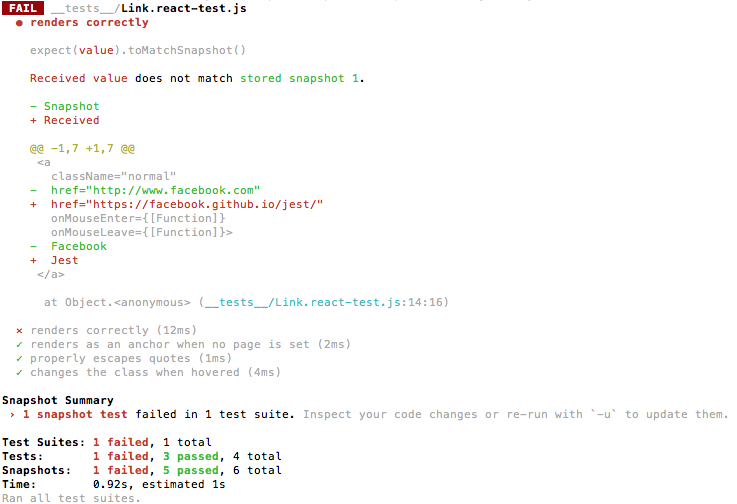 FAIL __tests__/Link.react-test.js
● renders correctly
expect(value).toMatchSnapshot()
Received value does not match stored snapshot 1.
- Snapshot
+ Received
@@ -1,7 +1,7 @@
<a
className="normal"
- href="http://www.facebook.com"
+ href="https://facebook.github.io/jest/"
onMouseEnter={[Function]}
onMouseLeave={[Function]}>
- Facebook
+ Jest
</a>
at Object.<anonymous> (__tests__/Link.react-test.js:14:16)
✕ renders correctly (12ms)
✓ renders as an anchor when no page is set (2ms)
✓ properly escapes quotes (1ms)
✓ changes the class when hovered (4ms)
Snapshot Summary
› 1 snapshot test failed in 1 test suite. Inspect your code changes or re-run with `-u` to update them.
Test Suites: 1 failed, 1 total
Tests: 1 failed, 3 passed, 4 total
Snapshots: 1 failed, 5 passed, 6 total
Time: 0.92s, estimated 1s
Ran all test suites.